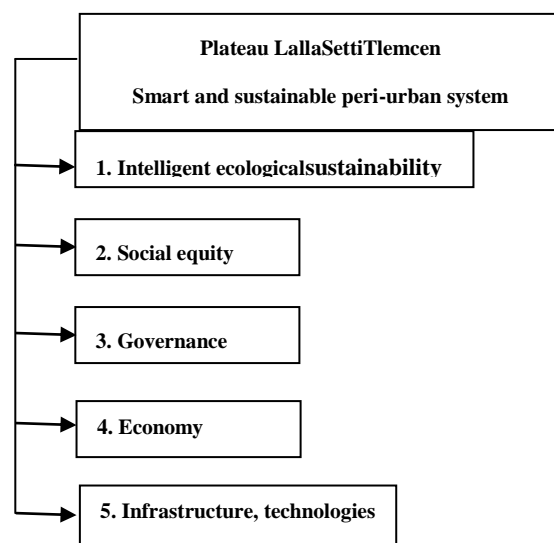 Plateau LallaSettiTlemcen
Smart and sustainable peri-urban system
1. Intelligent ecologicalsustainability
2. Social equity
3. Governance
4. Economy
5. Infrastructure, technologies